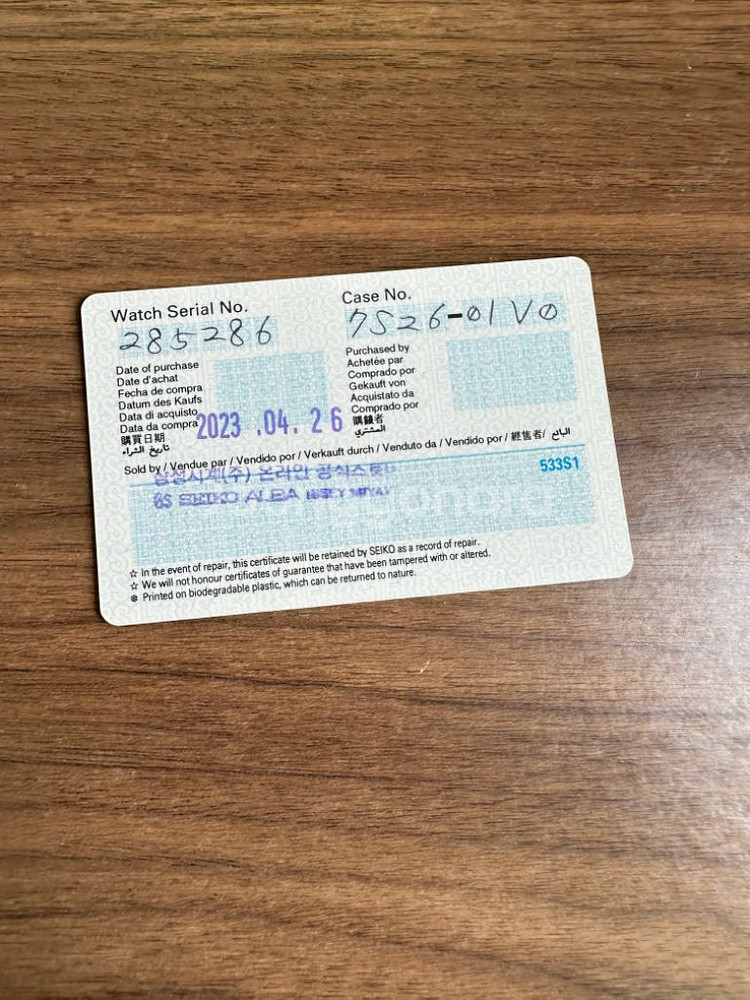 Watch Serial No.
285286
Case No.
7S26-01V0
Date of purchase
Date d'achat
Fecha de compra
Datum des Kaufs
Data di acquisto
Data da compra
購買日期
تاريخ الشراء
2023 .04. 26
Purchased by
Achetée par
Comprado por
Gekauft von
Acquistato da
Comprado por
購錶者
المشتري
Sold by / Vendue par / Vendido por / Verkauft durch / Venduto da / Vendido por / 經售者/ البائع
삼성시계(주) 온라인 공식스토어
SEIKO ALBA
533S1
☆ In the event of repair, this certificate will be retained by SEIKO as a record of repair.
☆ We will not honour certificates of guarantee that have been tampered with or altered.
Printed on biodegradable plastic, which can be returned to nature.